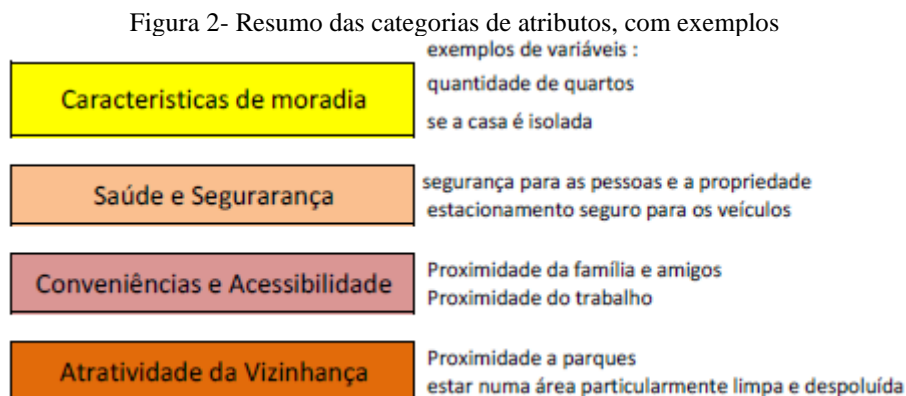 Figura 2- Resumo das categorias de atributos, com exemplos
exemplos de variáveis :
Caracteristicas de moradia
quantidade de quartos
se a casa é isolada
Saúde e Segurarança
segurança para as pessoas e a propriedade
estacionamento seguro para os veículos
Conveniências e Acessibilidade
Proximidade da família e amigos
Proximidade do trabalho
Atratividade da Vizinhança
Proximidade a parques
estar numa área particularmente limpa e despoluída